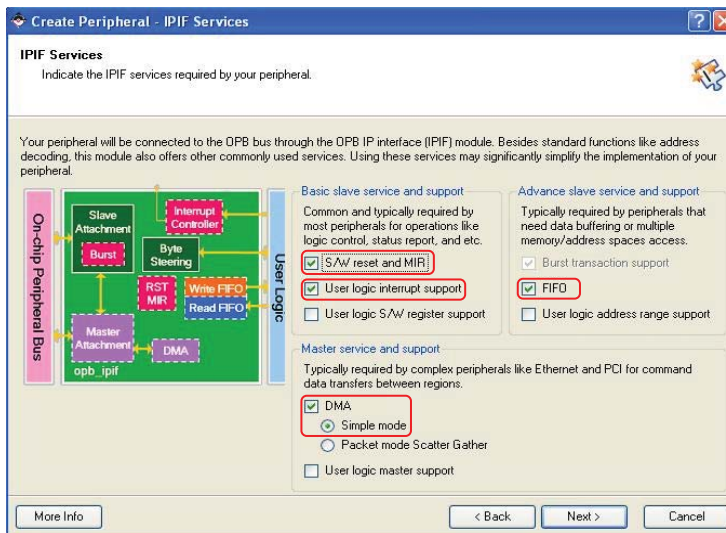 Create Peripheral - IPIF Services
IPIF Services
Indicate the IPIF services required by your peripheral.
Your peripheral will be connected to the OPB bus through the OPB IP interface (IPIF) module. Besides standard functions like address
decoding, this module also offers other commonly used services. Using these services may significantly simplify the implementation of your
peripheral.
On-chip Peripheral Bus
Slave
Attachment
Burst
Interrupt
Controller
Byte
Steering
RST
MIR
Write FIFO
Read FIFO
Master
Attachment
DMA
opb_ipif
User Logic
Basic slave service and support
Common and typically required by
most peripherals for operations like
logic control, status report, and etc.
S/W reset and MIR
User logic interrupt support
User logic S/W register support
Advance slave service and support
Typically required by peripherals that
need data buffering or multiple
memory/address spaces access.
Burst transaction support
FIFO
User logic address range support
Master service and support
Typically required by complex peripherals like Ethernet and PCI for command
data transfers between regions.
DMA
Simple mode
Packet mode Scatter Gather
User logic master support
More Info
< Back
Next >
Cancel